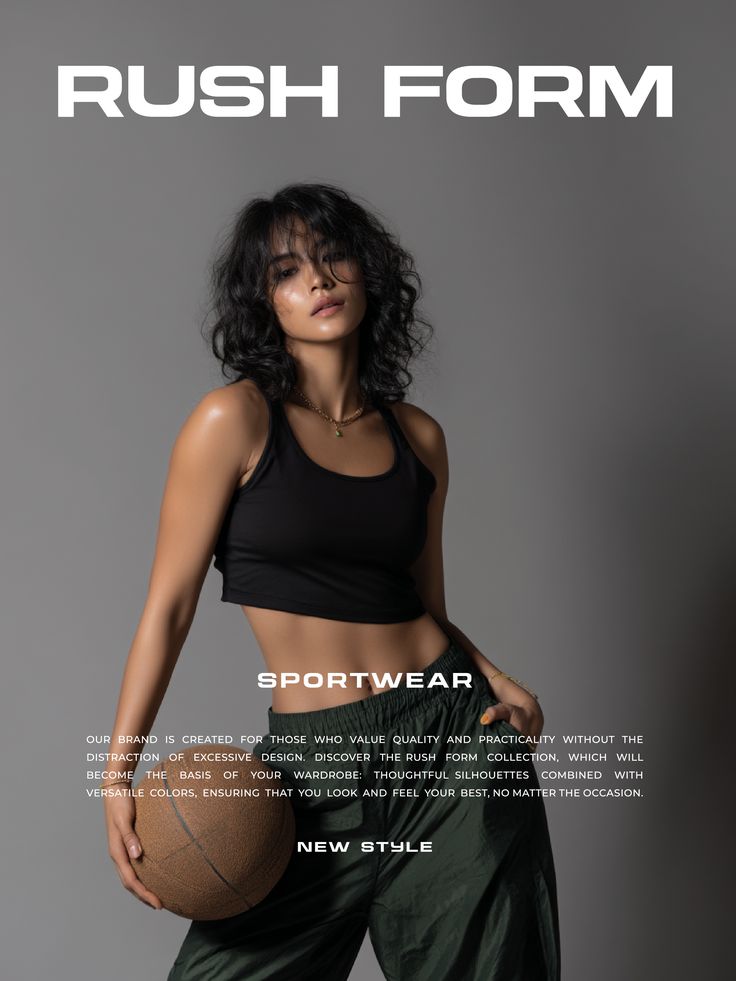 RUSH FORM
SPORTWEAR
OUR BRAND IS CREATED FOR THOSE WHO VALUE QUALITY AND PRACTICALITY WITHOUT THE
DISTRACTION OF EXCESSIVE DESIGN. DISCOVER THE RUSH FORM COLLECTION, WHICH WILL
BECOME THE BASIS OF YOUR WARDROBE: THOUGHTFUL SILHOUETTES COMBINED WITH
VERSATILE COLORS, ENSURING THAT YOU LOOK AND FEEL YOUR BEST, NO MATTER THE OCCASION.
NEW STYLE